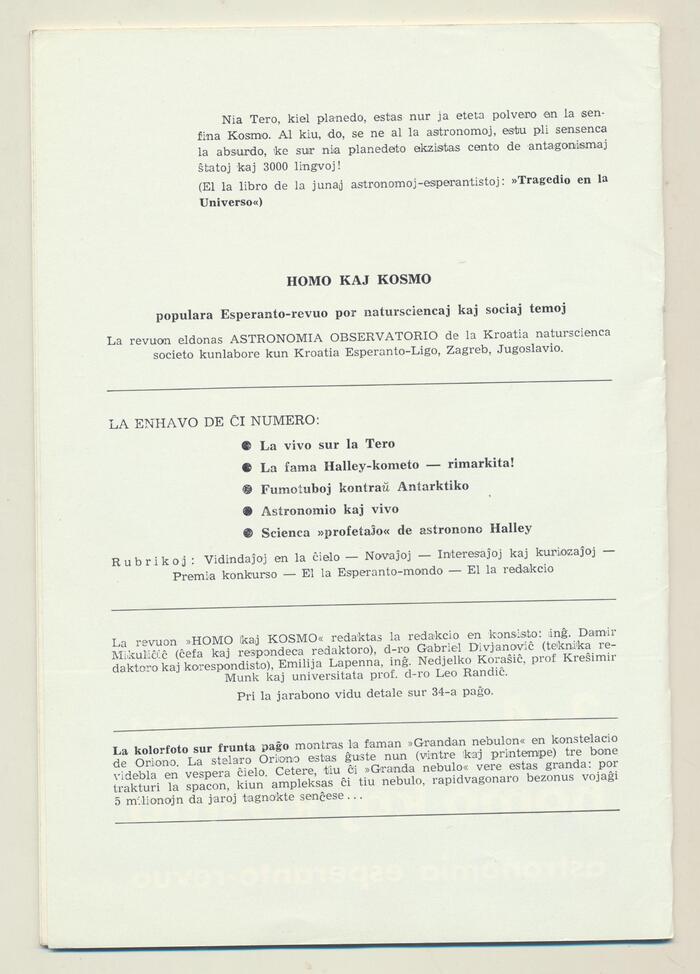 Nia Tero, kiel planedo, estas nur ja eteta polvero en la sen-
fina Kosmo. Al kiu, do, se ne al la astronomoj, estu pli sensenca
la absurdo, ke sur nia planedeto ekzistas cento de antagonismaj
ŝtatoj kaj 3000 lingvoj!
(El la libro de la junaj astronomoj-esperantistoj: »Tragedio en la
Universo«)
HOMO KAJ KOSMO
populara Esperanto-revuo por natursciencaj kaj sociaj temoj
La revuon eldonas ASTRONOMIA OBSERVATORIO de la Kroatia naturscienca
societo kunlabore kun Kroatia Esperanto-Ligo, Zagreb, Jugoslavio.
LA ENHAVO DE ĈI NUMERO:
● La vivo sur la Tero
● La fama Halley-kometo — rimarkita!
● Fumotuboj kontraŭ Antarktiko
● Astronomio kaj vivo
● Scienca »profetaĵo« de astronono Halley
Rubrikoj: Vidindaĵoj en la ĉielo — Novaĵoj — Interesaĵoj kaj kuriozaĵoj —
Premia konkurso — El la Esperanto-mondo — El la redakcio
La revuon »HOMO kaj KOSMO« redaktas la redakcio en konsisto: inĝ. Damir
Mikuliĉiĉ (ĉefa kaj respondeca redaktoro), d-ro Gabriel Divjanoviĉ (teknika re-
daktoro kaj korespondisto), Emilija Lapenna, inĝ. Nedjelko Koraŝiĉ, prof Kreŝimir
Munk kaj universitata prof. d-ro Leo Randiĉ.
Pri la jarabono vidu detale sur 34-a paĝo.
La kolorfoto sur frunta paĝo montras la faman »Grandan nebulon« en konstelacio
de Oriono. La stelaro Oriono estas ĝuste nun (vintre kaj printempe) tre bone
videbla en vespera ĉielo. Cetere, tiu ĉi »Granda nebulo« vere estas granda: por
trakturi la spacon, kiun ampleksas ĉi tiu nebulo, rapidvagonaro bezonus vojaĝi
5 milionojn da jaroj tagnokte senĉese ...
astronomia esperanto-revuo